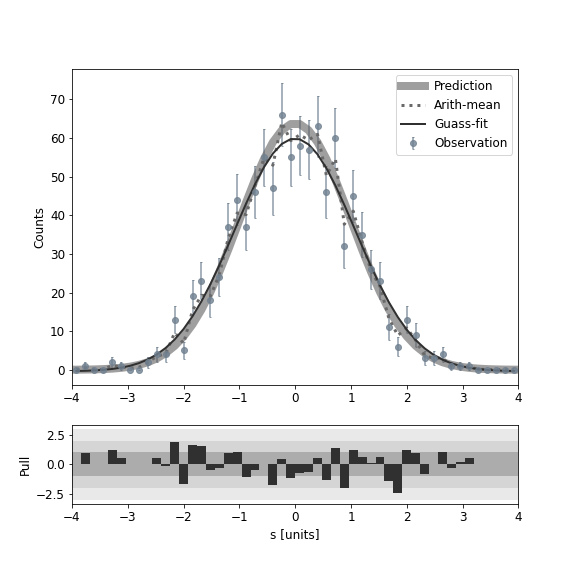 Counts
70
60
50
40
30
20
10
0
Prediction
Arith-mean
Guass-fit
Observation
−4 −3 −2 −1 0 1 2 3 4
Pull
2.5
0.0
−2.5
−4 −3 −2 −1 0 1 2 3 4
s [units]